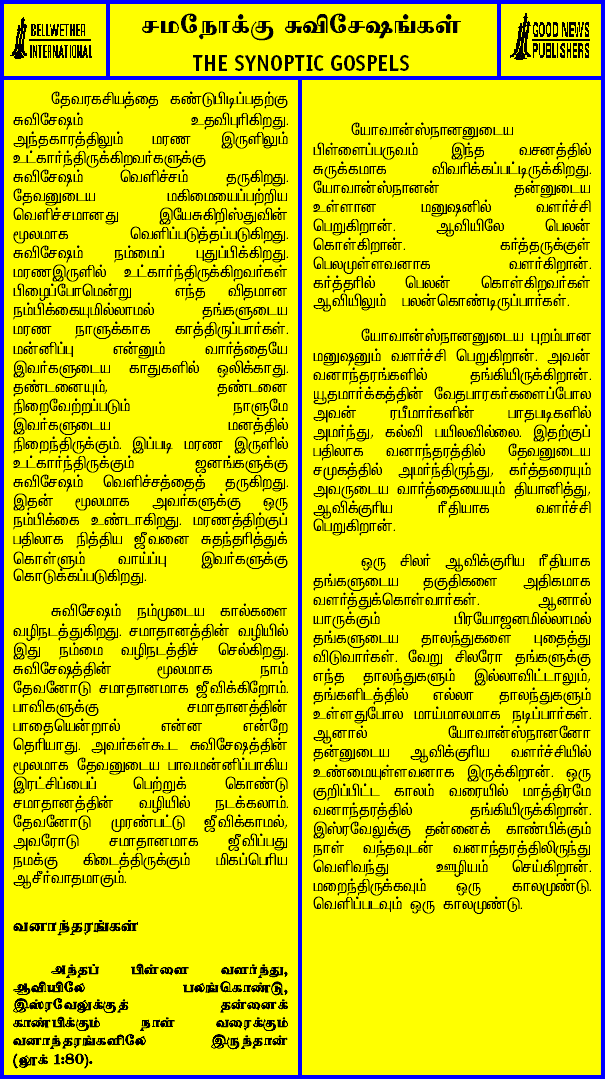 BELLWETHER
INTERNATIONAL
சமநோக்கு சுவிசேஷங்கள்
THE SYNOPTIC GOSPELS
GOOD NEWS
PUBLISHERS
தேவரகசியத்தை கண்டுபிடிப்பதற்கு
சுவிசேஷம் உதவிபுரிகிறது.
அந்தகாரத்திலும் மரண இருளிலும்
உட்கார்ந்திருக்கிறவர்களுக்கு
சுவிசேஷம் வெளிச்சம் தருகிறது.
தேவனுடைய மகிமையைப்பற்றிய
வெளிச்சமானது இயேசுகிறிஸ்துவின்
மூலமாக வெளிப்படுத்தப்படுகிறது.
சுவிசேஷம் நம்மைப் புதுப்பிக்கிறது.
மரணஇருளில் உட்கார்ந்திருக்கிறவர்கள்
பிழைப்போமென்று எந்த விதமான
நம்பிக்கையுமில்லாமல் தங்களுடைய
மரண நாளுக்காக காத்திருப்பார்கள்.
மன்னிப்பு என்னும் வார்த்தையே
இவர்களுடைய காதுகளில் ஒலிக்காது.
தண்டனையும், தண்டனை
நிறைவேற்றப்படும் நாளுமே
இவர்களுடைய மனத்தில்
நிறைந்திருக்கும். இப்படி மரண இருளில்
உட்கார்ந்திருக்கும் ஜனங்களுக்கு
சுவிசேஷம் வெளிச்சத்தைத் தருகிறது.
இதன் மூலமாக அவர்களுக்கு ஒரு
நம்பிக்கை உண்டாகிறது. மரணத்திற்குப்
பதிலாக நித்திய ஜீவனை சுதந்தரித்துக்
கொள்ளும் வாய்ப்பு இவர்களுக்கு
கொடுக்கப்படுகிறது.
சுவிசேஷம் நம்முடைய கால்களை
வழிநடத்துகிறது. சமாதானத்தின் வழியில்
இது நம்மை வழிநடத்திச் செல்கிறது.
சுவிசேஷத்தின் மூலமாக நாம்
தேவனோடு சமாதானமாக ஜீவிக்கிறோம்.
பாவிகளுக்கு சமாதானத்தின்
பாதையென்றால் என்ன என்றே
தெரியாது. அவர்கள்கூட சுவிசேஷத்தின்
மூலமாக தேவனுடைய பாவமன்னிப்பாகிய
இரட்சிப்பைப் பெற்றுக் கொண்டு
சமாதானத்தின் வழியில் நடக்கலாம்.
தேவனோடு முரண்பட்டு ஜீவிக்காமல்,
அவரோடு சமாதானமாக ஜீவிப்பது
நமக்கு கிடைத்திருக்கும் மிகப்பெரிய
ஆசீர்வாதமாகும்.
வனாந்தரங்கள்
அந்தப் பிள்ளை வளர்ந்து,
ஆவியிலே பலங்கொண்டு,
இஸ்ரவேலுக்குத் தன்னைக்
காண்பிக்கும் நாள் வரைக்கும்
வனாந்தரங்களிலே இருந்தான்
(லூக் 1:80).
யோவான்ஸ்நானனுடைய
பிள்ளைப்பருவம் இந்த வசனத்தில்
சுருக்கமாக விவரிக்கப்பட்டிருக்கிறது.
யோவான்ஸ்நானன் தன்னுடைய
உள்ளான மனுஷனில் வளர்ச்சி
பெறுகிறான். ஆவியிலே பெலன்
கொள்கிறான். கர்த்தருக்குள்
பெலமுள்ளவனாக வளர்கிறான்.
கர்த்தரில் பெலன் கொள்கிறவர்கள்
ஆவியிலும் பலன்கொண்டிருப்பார்கள்.
யோவான்ஸ்நானனுடைய புறம்பான
மனுஷனும் வளர்ச்சி பெறுகிறான். அவன்
வனாந்தரங்களில் தங்கியிருக்கிறான்.
யூதமார்க்கத்தின் வேதபாரகர்களைப்போல
அவன் ரபீமார்களின் பாதபடிகளில்
அமர்ந்து, கல்வி பயிலவில்லை. இதற்குப்
பதிலாக வனாந்தரத்தில் தேவனுடைய
சமுகத்தில் அமர்ந்திருந்து, கர்த்தரையும்
அவருடைய வார்த்தையையும் தியானித்து,
ஆவிக்குரிய ரீதியாக வளர்ச்சி
பெறுகிறான்.
ஒரு சிலர் ஆவிக்குரிய ரீதியாக
தங்களுடைய தகுதிகளை அதிகமாக
வளர்த்துக்கொள்வார்கள். ஆனால்
யாருக்கும் பிரயோஜனமில்லாமல்
தங்களுடைய தாலந்துகளை புதைத்து
விடுவார்கள். வேறு சிலரோ தங்களுக்கு
எந்த தாலந்துகளும் இல்லாவிட்டாலும்,
தங்களிடத்தில் எல்லா தாலந்துகளும்
உள்ளதுபோல மாய்மாலமாக நடிப்பார்கள்.
ஆனால் யோவான்ஸ்நானனோ
தன்னுடைய ஆவிக்குரிய வளர்ச்சியில்
உண்மையுள்ளவனாக இருக்கிறான். ஒரு
குறிப்பிட்ட காலம் வரையில் மாத்திரமே
வனாந்தரத்தில் தங்கியிருக்கிறான்.
இஸ்ரவேலுக்கு தன்னைக் காண்பிக்கும்
நாள் வந்தவுடன் வனாந்தரத்திலிருந்து
வெளிவந்து ஊழியம் செய்கிறான்.
மறைந்திருக்கவும் ஒரு காலமுண்டு.
வெளிப்படவும் ஒரு காலமுண்டு.